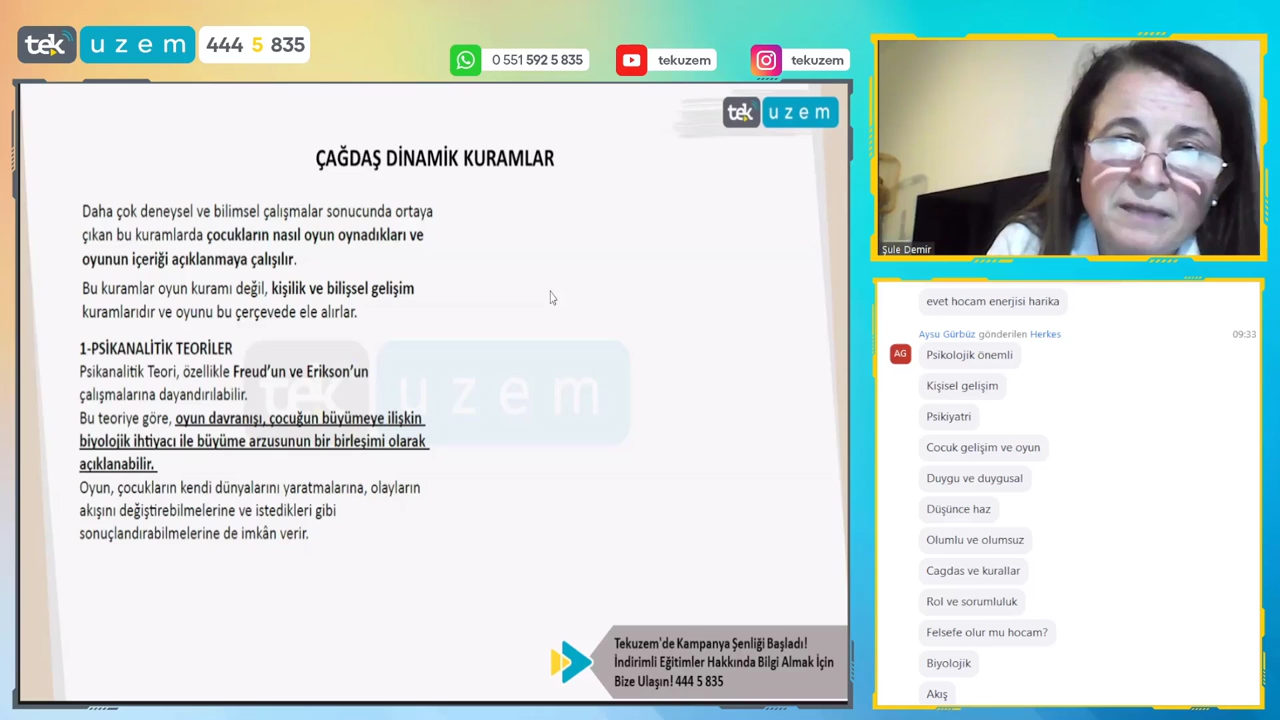 tek uzem 444 5 835
0 551 592 5 835
tekuzem
tekuzem
tek uzem
ÇAĞDAŞ DİNAMİK KURAMLAR
Daha çok deneysel ve bilimsel çalışmalar sonucunda ortaya
çıkan bu kuramlarda çocukların nasıl oyun oynadıkları ve
oyunun içeriği açıklanmaya çalışılır.
Bu kuramlar oyun kuramı değil, kişilik ve bilişsel gelişim
kuramlarıdır ve oyunu bu çerçevede ele alırlar.
1-PSİKANALİTİK TEORİLER
Psikanalitik Teori, özellikle Freud'un ve Erikson'un
çalışmalarına dayandırılabilir.
Bu teoriye göre, oyun davranışı, çocuğun büyümeye ilişkin
biyolojik ihtiyacı ile büyüme arzusunun bir birleşimi olarak
açıklanabilir.
Oyun, çocukların kendi dünyalarını yaratmalarına, olayların
akışını değiştirebilmelerine ve istedikleri gibi
sonuçlandırabilmelerine de imkân verir.
tek uzem
Tekuzem'de Kampanya Şenliği Başladı!
İndirimli Eğitimler Hakkında Bilgi Almak İçin
Bize Ulaşın! 444 5 835
Şule Demir
evet hocam enerjisi harika
Aysu Gürbüz gönderilen Herkes 09:33
AG
Psikolojik önemli
Kişisel gelişim
Psikiyatri
Cocuk gelişim ve oyun
Duygu ve duygusal
Düşünce haz
Olumlu ve olumsuz
Cagdas ve kurallar
Rol ve sorumluluk
Felsefe olur mu hocam?
Biyolojik
Akış